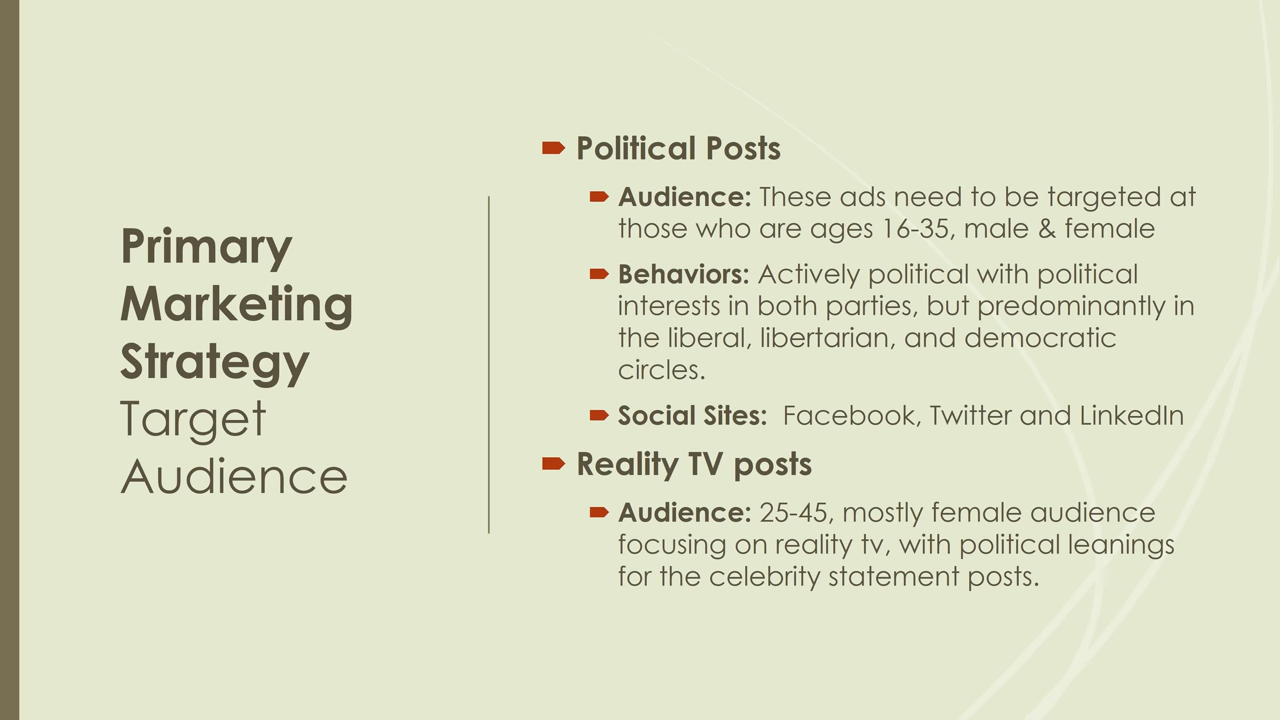 Primary
Marketing
Strategy
Target
Audience
Political Posts
Audience: These ads need to be targeted at
those who are ages 16-35, male & female
Behaviors: Actively political with political
interests in both parties, but predominantly in
the liberal, libertarian, and democratic
circles.
Social Sites:  Facebook, Twitter and LinkedIn
Reality TV posts
Audience: 25-45, mostly female audience
focusing on reality tv, with political leanings
for the celebrity statement posts.